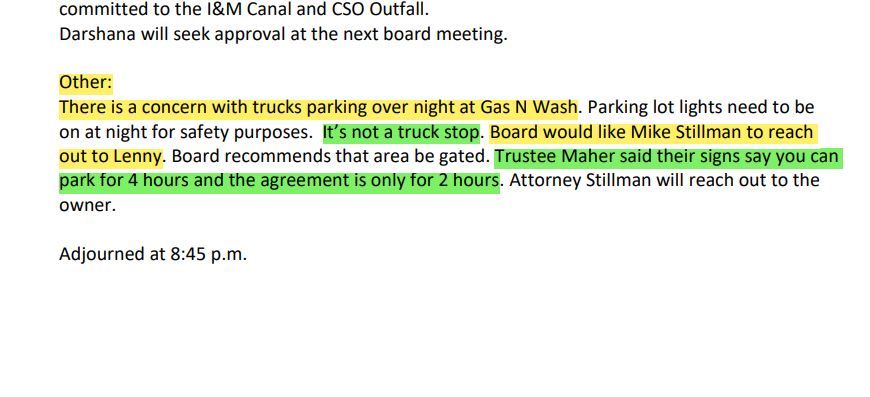 committed to the I&M Canal and CSO Outfall.
Darshana will seek approval at the next board meeting.
Other:
There is a concern with trucks parking over night at Gas N Wash. Parking lot lights need to be
on at night for safety purposes.  It’s not a truck stop. Board would like Mike Stillman to reach
out to Lenny. Board recommends that area be gated. Trustee Maher said their signs say you can
park for 4 hours and the agreement is only for 2 hours. Attorney Stillman will reach out to the
owner.
Adjourned at 8:45 p.m.